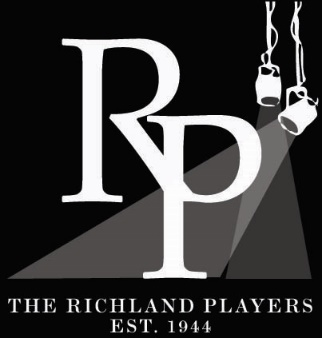 RP
THE RICHLAND PLAYERS
EST. 1944